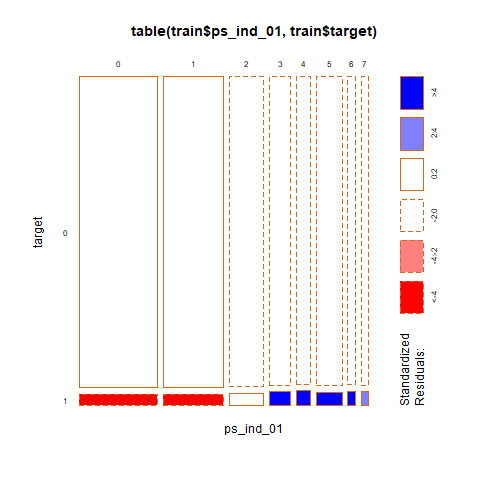 table(train$ps_ind_01, train$target)
0 1 2 3 4 5 6 7
target
0
1
ps_ind_01
>4
2:4
0:2
-2:0
-4:-2
<-4
Standardized
Residuals: